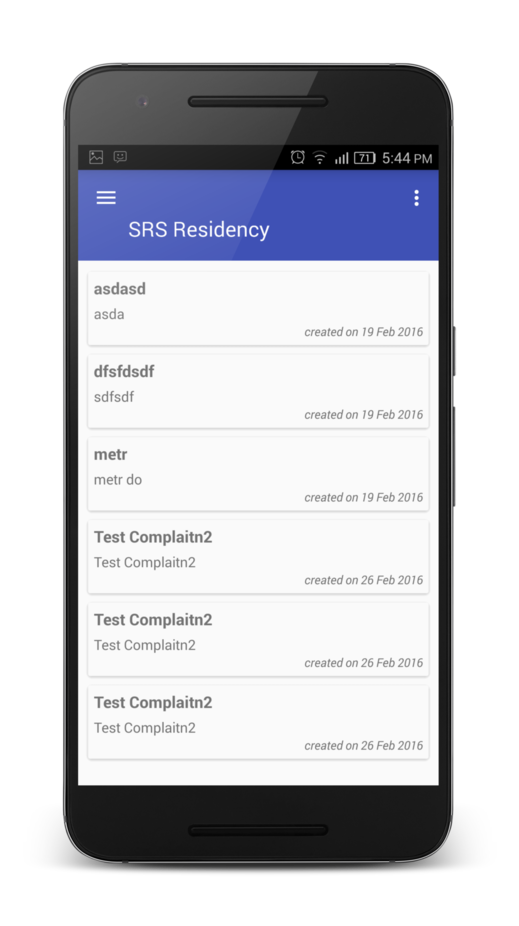 71 5:44 PM
SRS Residency
asdasd
asda
created on 19 Feb 2016
dfsfdsdf
sdfsdf
created on 19 Feb 2016
metr
metr do
created on 19 Feb 2016
Test Complaitn2
Test Complaitn2
created on 26 Feb 2016
Test Complaitn2
Test Complaitn2
created on 26 Feb 2016
Test Complaitn2
Test Complaitn2
created on 26 Feb 2016